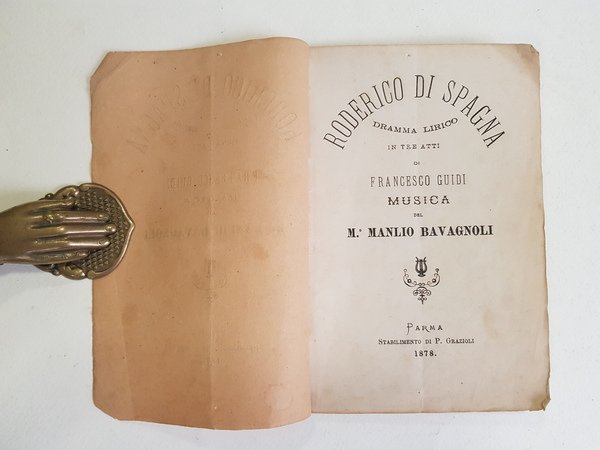 RODERICO DI SPAGNA
DRAMMA LIRICO
IN TRE ATTI
DI
FRANCESCO GUIDI
MUSICA
DEL
M.º MANLIO BAVAGNOLI
PARMA
STABILIMENTO DI P. GRAZIOLI
1878.